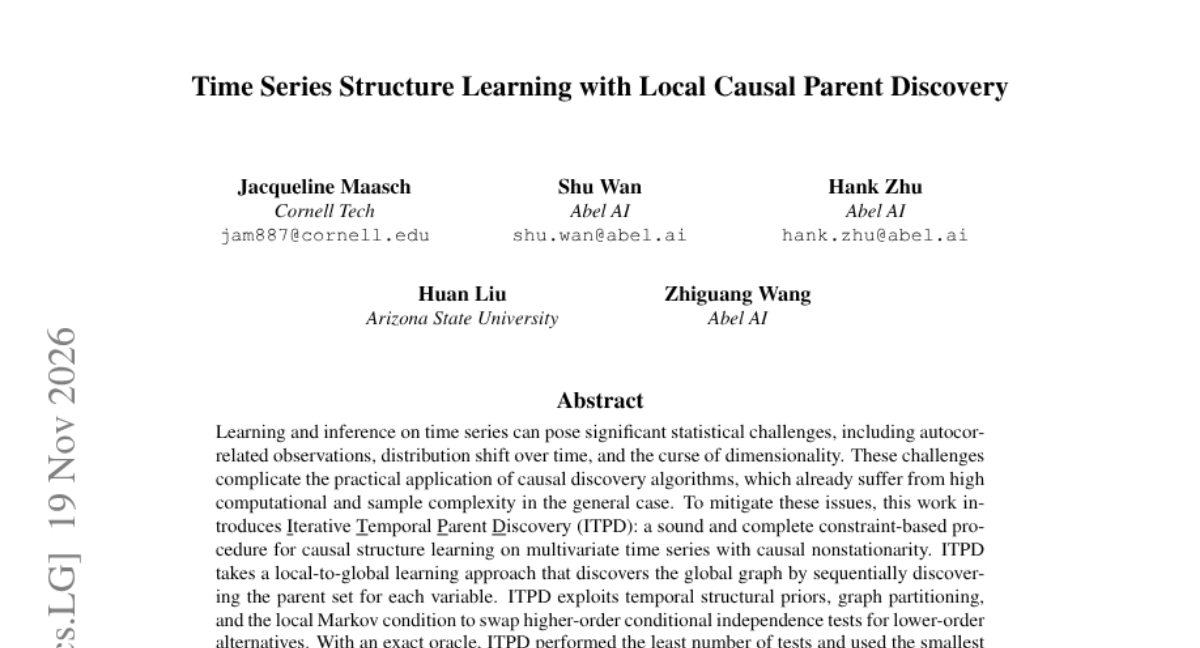 Time Series Structure Learning with Local Causal Parent Discovery
Jacqueline Maasch
Cornell Tech
jam887@cornell.edu
Shu Wan
Abel AI
shu.wan@abel.ai
Hank Zhu
Abel AI
hank.zhu@abel.ai
Huan Liu
Arizona State University
Zhiguang Wang
Abel AI
cs.LG] 19 Nov 2026
Abstract
Learning and inference on time series can pose significant statistical challenges, including autocor-
related observations, distribution shift over time, and the curse of dimensionality. These challenges
complicate the practical application of causal discovery algorithms, which already suffer from high
computational and sample complexity in the general case. To mitigate these issues, this work in-
troduces Iterative Temporal Parent Discovery (ITPD): a sound and complete constraint-based pro-
cedure for causal structure learning on multivariate time series with causal nonstationarity. ITPD
takes a local-to-global learning approach that discovers the global graph by sequentially discover-
ing the parent set for each variable. ITPD exploits temporal structural priors, graph partitioning,
and the local Markov condition to swap higher-order conditional independence tests for lower-order
alternatives. With an exact oracle, ITPD performed the least number of tests and used the smallest